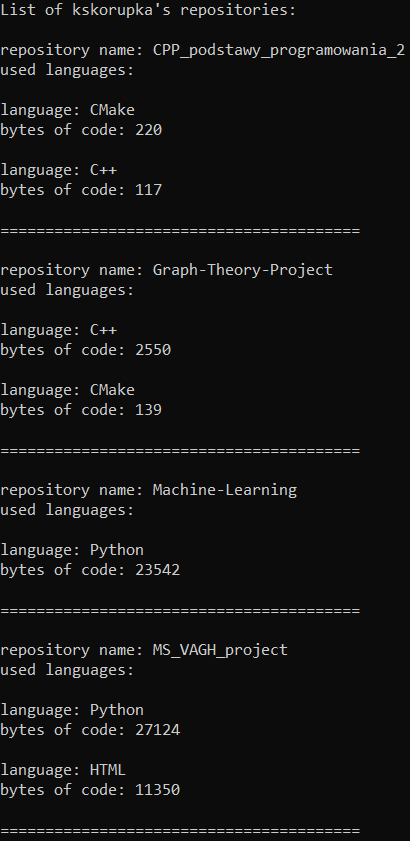 List of kskorupka's repositories:
repository name: CPP_podstawy_programowania_2
used languages:
language: CMake
bytes of code: 220
language: C++
bytes of code: 117
========================================
repository name: Graph-Theory-Project
used languages:
language: C++
bytes of code: 2550
language: CMake
bytes of code: 139
========================================
repository name: Machine-Learning
used languages:
language: Python
bytes of code: 23542
========================================
repository name: MS_VAGH_project
used languages:
language: Python
bytes of code: 27124
language: HTML
bytes of code: 11350
========================================